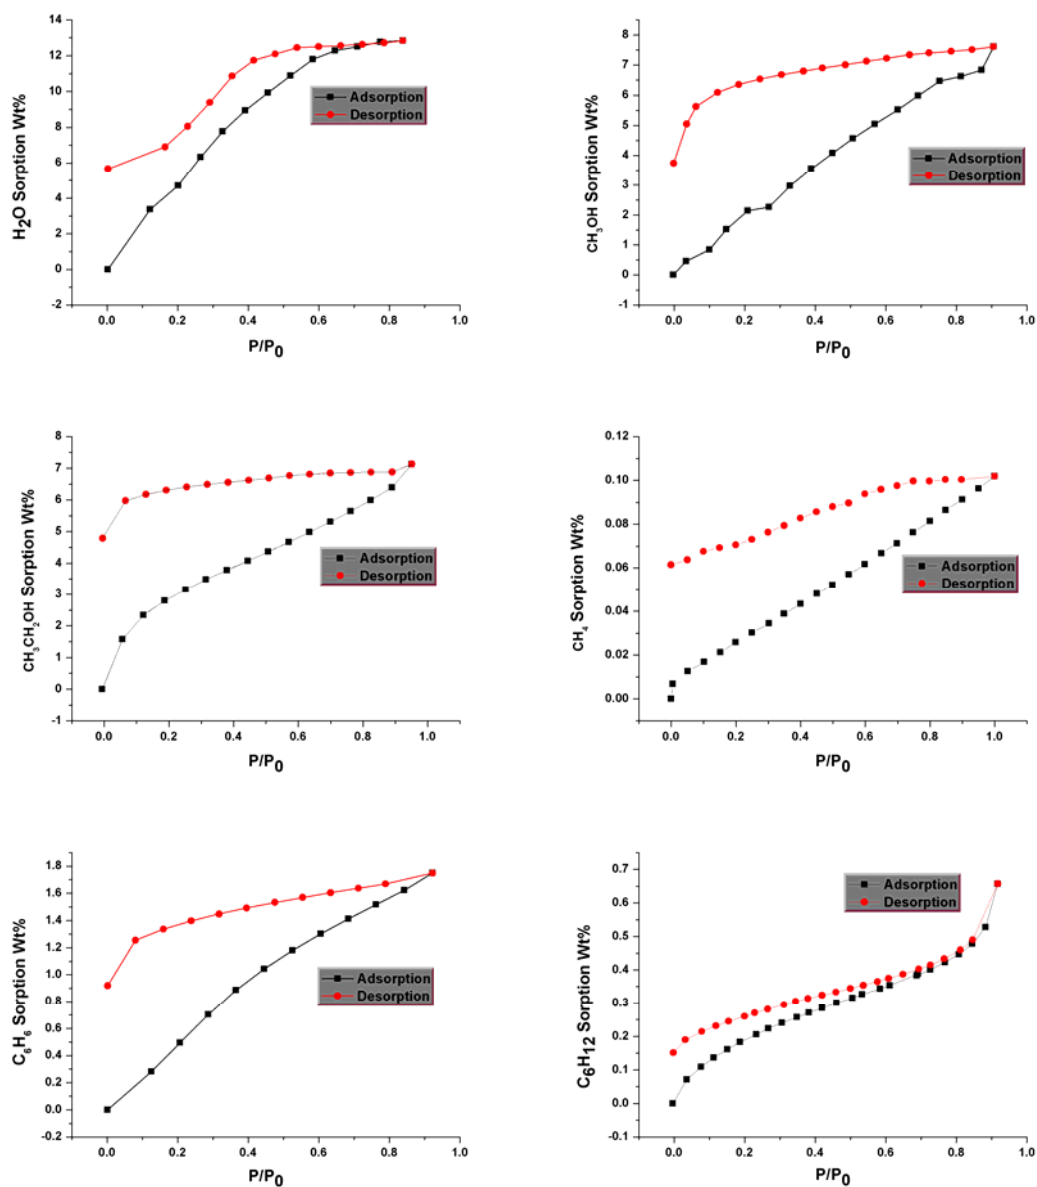 14
12
10
8
6
4
2
0
-2
H2O Sorption Wt%
Adsorption
Desorption
0.0 0.2 0.4 0.6 0.8 1.0
P/P0
8
7
6
5
4
3
2
1
0
-1
CH3OH Sorption Wt%
Adsorption
Desorption
0.0 0.2 0.4 0.6 0.8 1.0
P/P0
8
7
6
5
4
3
2
1
0
-1
CH3CH2OH Sorption Wt%
Adsorption
Desorption
0.0 0.2 0.4 0.6 0.8 1.0
P/P0
0.12
0.10
0.08
0.06
0.04
0.02
0.00
CH4 Sorption Wt%
Adsorption
Desorption
0.0 0.2 0.4 0.6 0.8 1.0
P/P0
1.8
1.6
1.4
1.2
1.0
0.8
0.6
0.4
0.2
0.0
-0.2
C6H6 Sorption Wt%
Adsorption
Desorption
0.0 0.2 0.4 0.6 0.8 1.0
P/P0
0.7
0.6
0.5
0.4
0.3
0.2
0.1
0.0
-0.1
C6H12 Sorption Wt%
Adsorption
Desorption
0.0 0.2 0.4 0.6 0.8 1.0
P/P0